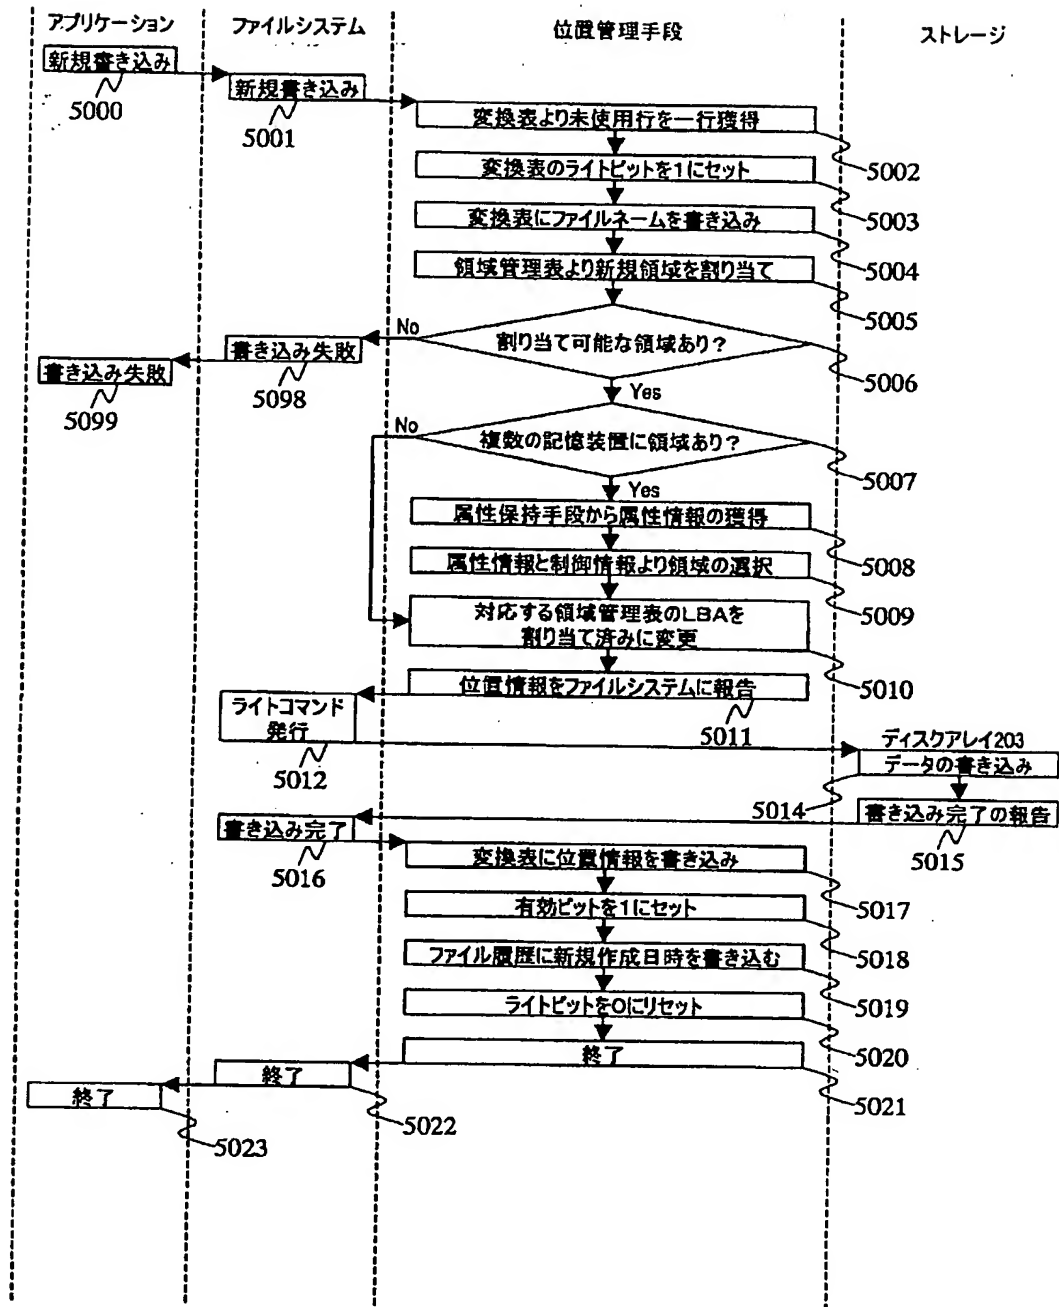 アプリケーション
ファイルシステム
位置管理手段
ストレージ
新規書き込み
5000
新規書き込み
5001
変換表より未使用行を一行獲得
5002
変換表のライトビットを1にセット
5003
変換表にファイルネームを書き込み
5004
領域管理表より新規領域を割り当て
5005
割り当て可能な領域あり?
5006
No
書き込み失敗
5098
書き込み失敗
5099
Yes
複数の記憶装置に領域あり?
5007
No
Yes
属性保持手段から属性情報の獲得
5008
属性情報と制御情報より領域の選択
5009
対応する領域管理表のLBAを
割り当て済みに変更
5010
位置情報をファイルシステムに報告
5011
ライトコマンド
発行
5012
ディスクアレイ203
データの書き込み
5014
書き込み完了の報告
5015
書き込み完了
5016
変換表に位置情報を書き込み
5017
有効ビットを1にセット
5018
ファイル履歴に新規作成日時を書き込む
5019
ライトビットを0にリセット
5020
終了
5021
終了
5022
終了
5023